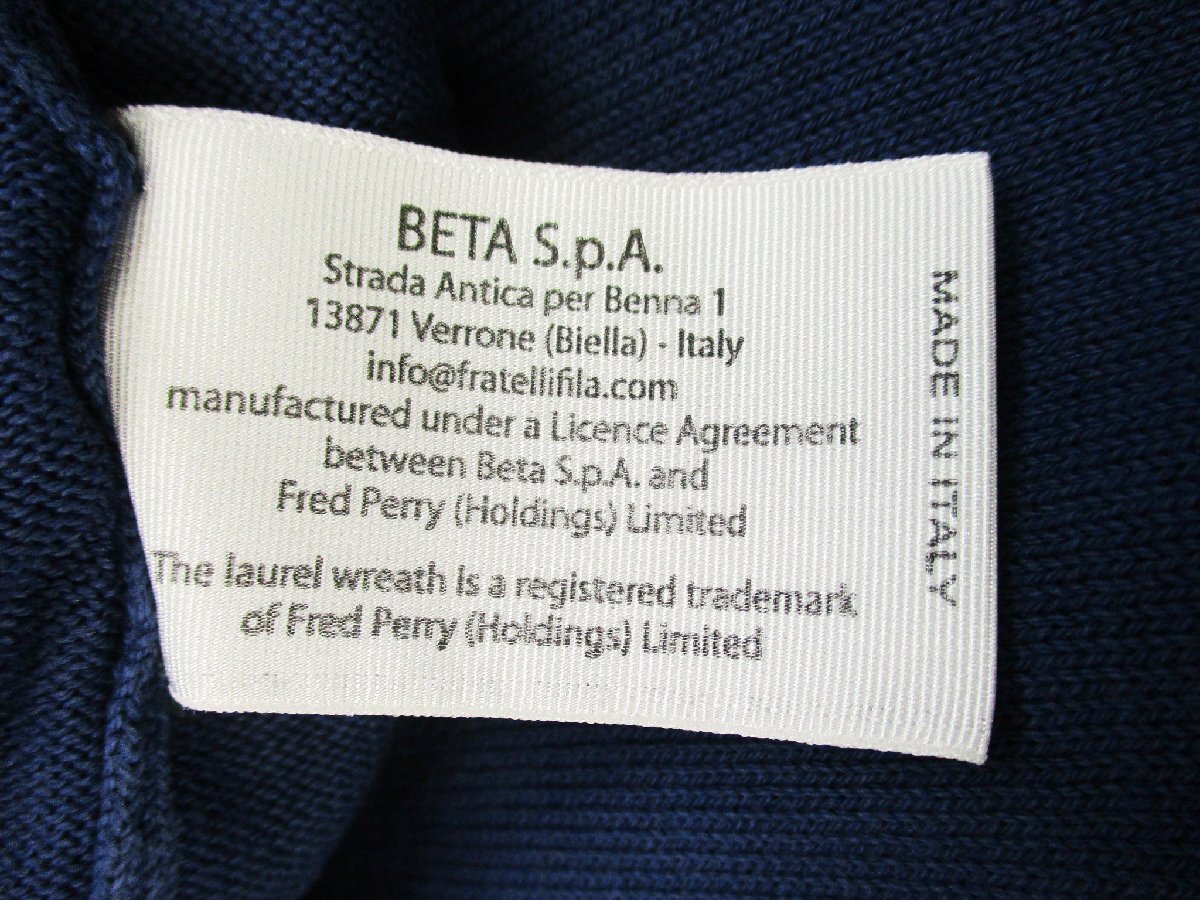 BETA S.p.A.
Strada Antica per Benna 1
13871 Verrone (Biella) - Italy
info@fratellifila.com
manufactured under a Licence Agreement
between Beta S.p.A. and
Fred Perry (Holdings) Limited
The laurel wreath is a registered trademark
of Fred Perry (Holdings) Limited
MADE IN ITALY